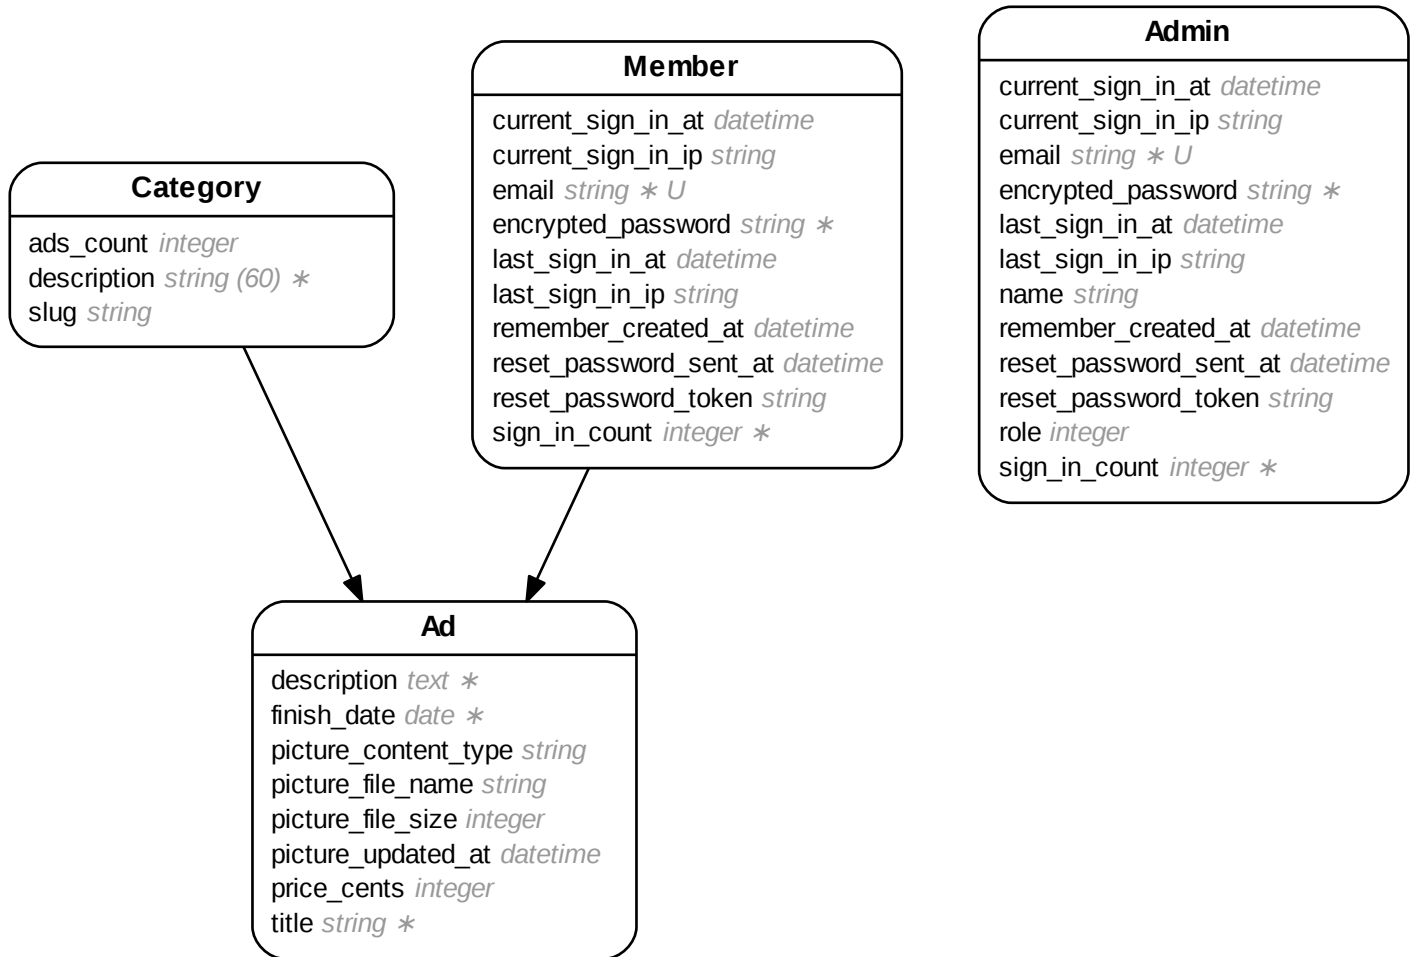 Category
ads_count integer
description string (60) ∗
slug string
Member
current_sign_in_at datetime
current_sign_in_ip string
email string ∗ U
encrypted_password string ∗
last_sign_in_at datetime
last_sign_in_ip string
remember_created_at datetime
reset_password_sent_at datetime
reset_password_token string
sign_in_count integer ∗
Admin
current_sign_in_at datetime
current_sign_in_ip string
email string ∗ U
encrypted_password string ∗
last_sign_in_at datetime
last_sign_in_ip string
name string
remember_created_at datetime
reset_password_sent_at datetime
reset_password_token string
role integer
sign_in_count integer ∗
Ad
description text ∗
finish_date date ∗
picture_content_type string
picture_file_name string
picture_file_size integer
picture_updated_at datetime
price_cents integer
title string ∗